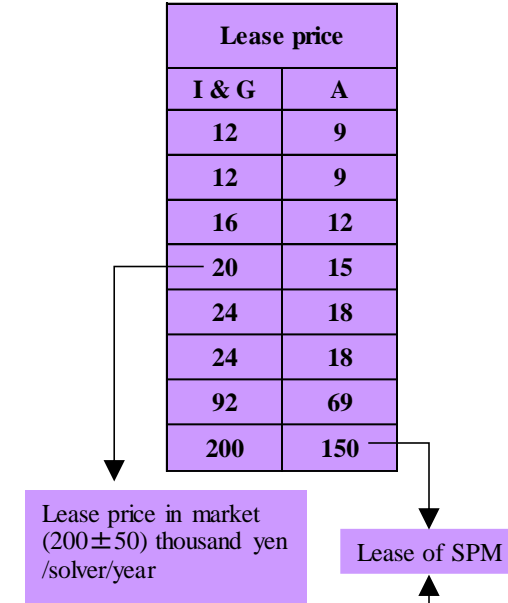 Lease price
I & G A
12 9
12 9
16 12
20 15
24 18
24 18
92 69
200 150
Lease price in market
(200±50) thousand yen
/solver/year
Lease of SPM